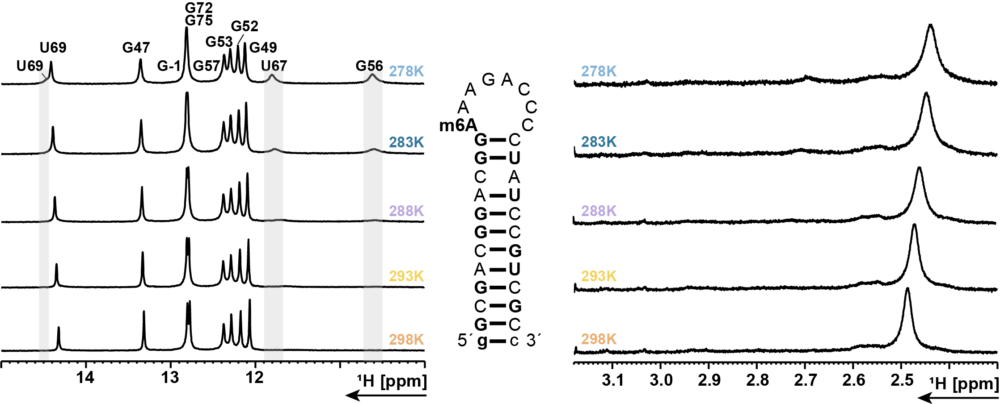 G72
G75
G52
G53
U69
G47
G49
U69
G-1
G57
U67
G56
278K
283K
288K
293K
298K
14
13
12
¹H [ppm]
G A
A C
A C
m6A C
G C
G U
C A
A U
G C
G C
C G
A U
G C
C G
G C
5´ g c 3´
278K
283K
288K
293K
298K
3.1
3.0
2.9
2.8
2.7
2.6
2.5
¹H [ppm]